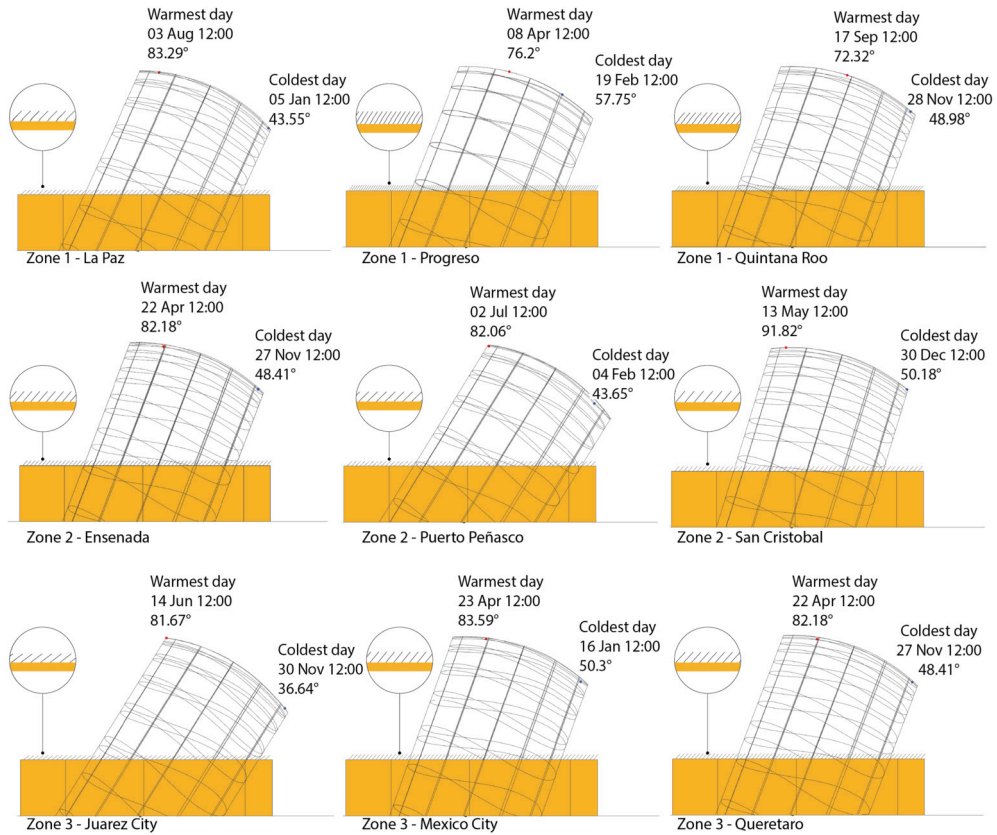 Warmest day
03 Aug 12:00
83.29°
Coldest day
05 Jan 12:00
43.55°
Zone 1 - La Paz
Warmest day
08 Apr 12:00
76.2°
Coldest day
19 Feb 12:00
57.75°
Zone 1 - Progreso
Warmest day
17 Sep 12:00
72.32°
Coldest day
28 Nov 12:00
48.98°
Zone 1 - Quintana Roo
Warmest day
22 Apr 12:00
82.18°
Coldest day
27 Nov 12:00
48.41°
Zone 2 - Ensenada
Warmest day
02 Jul 12:00
82.06°
Coldest day
04 Feb 12:00
43.65°
Zone 2 - Puerto Peñasco
Warmest day
13 May 12:00
91.82°
Coldest day
30 Dec 12:00
50.18°
Zone 2 - San Cristobal
Warmest day
14 Jun 12:00
81.67°
Coldest day
30 Nov 12:00
36.64°
Zone 3 - Juarez City
Warmest day
23 Apr 12:00
83.59°
Coldest day
16 Jan 12:00
50.3°
Zone 3 - Mexico City
Warmest day
22 Apr 12:00
82.18°
Coldest day
27 Nov 12:00
48.41°
Zone 3 - Queretaro